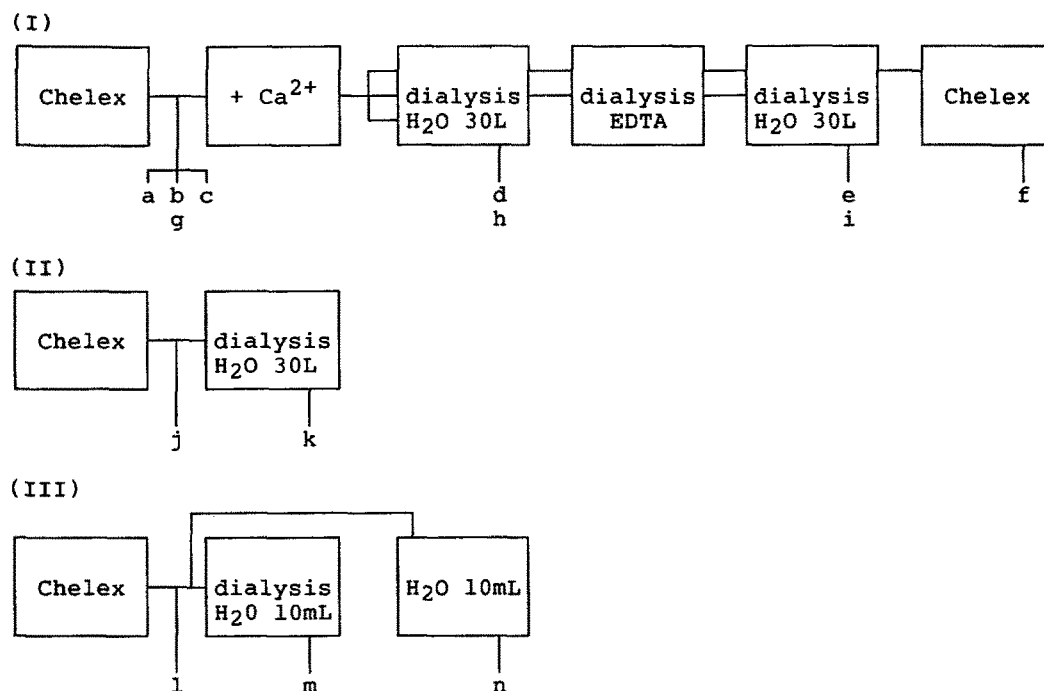 (I)
Chelex
+ Ca2+
dialysis
H2O 30L
dialysis
EDTA
dialysis
H2O 30L
Chelex
a b c
g
d
h
e
i
f
(II)
Chelex
dialysis
H2O 30L
j
k
(III)
Chelex
dialysis
H20 10mL
H2O 10mL
l
m
n